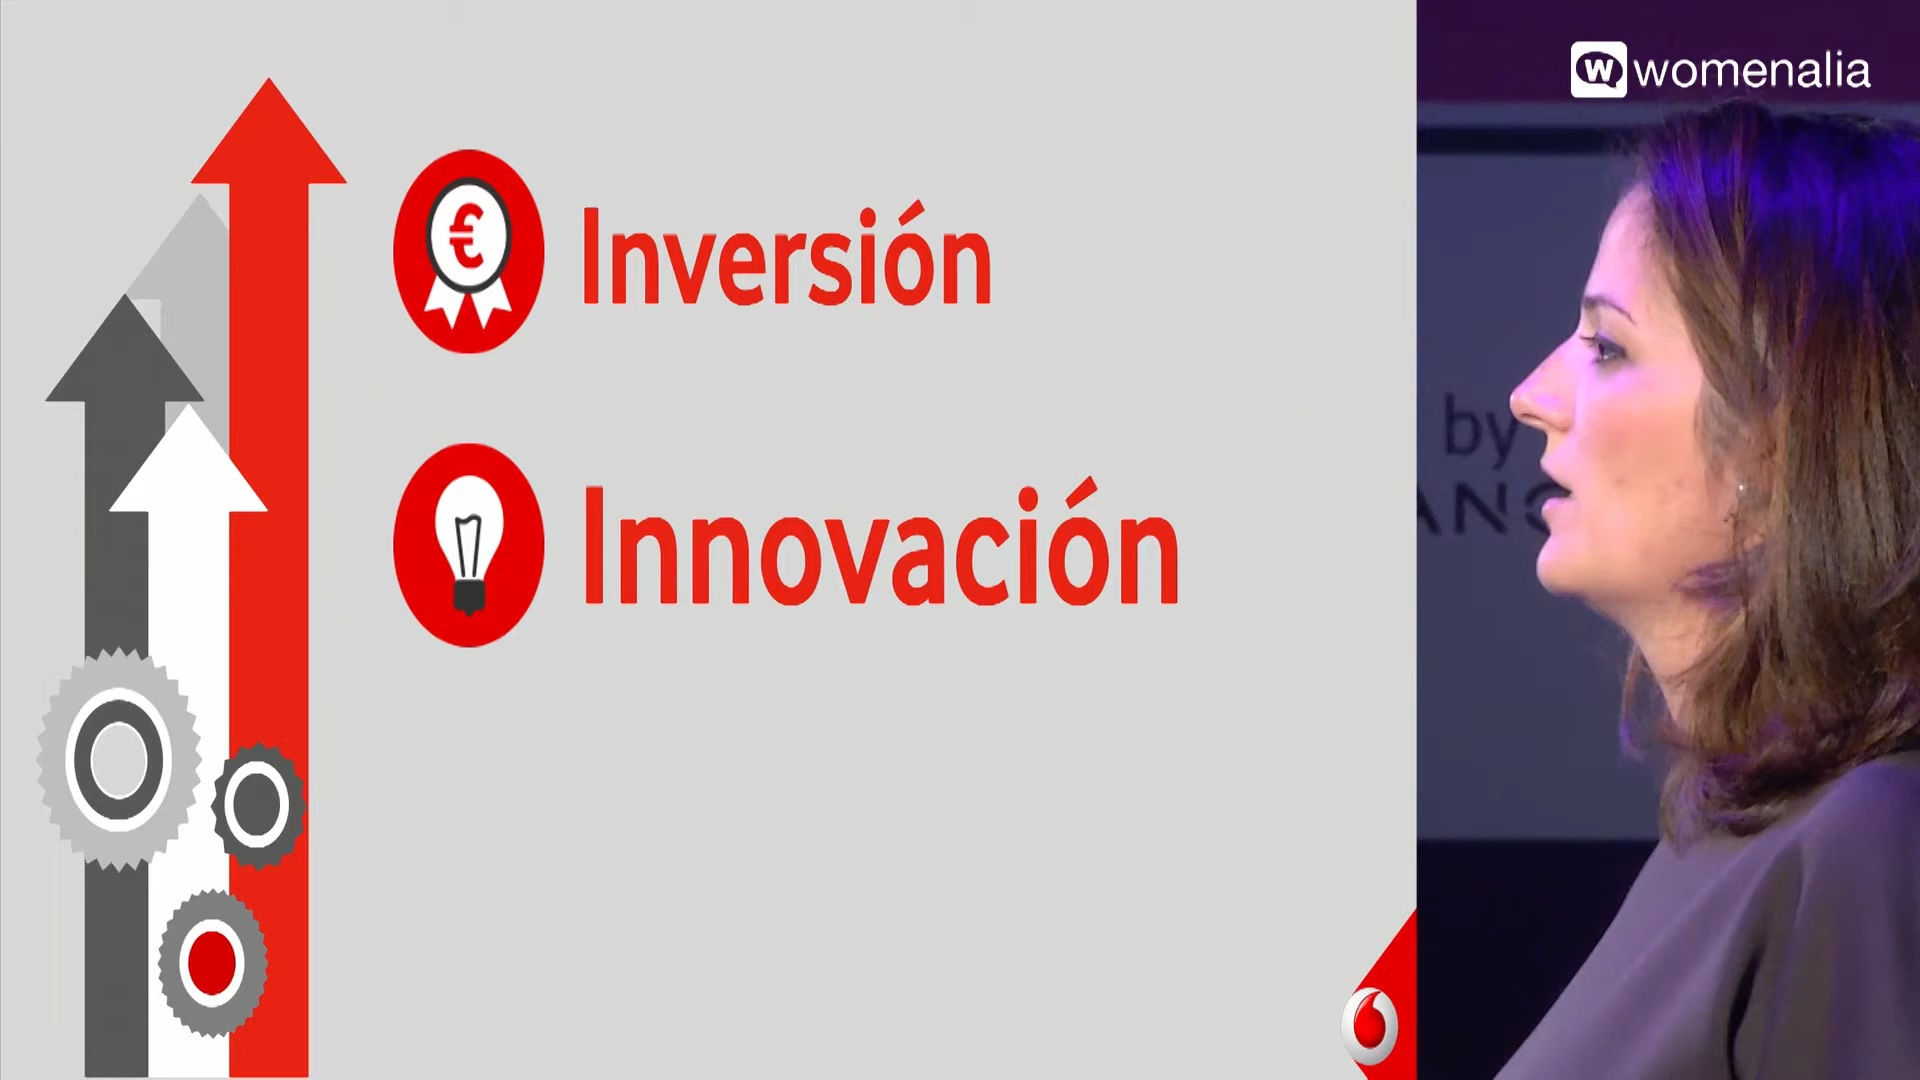 womenalia
€
Inversión
by
Innovación